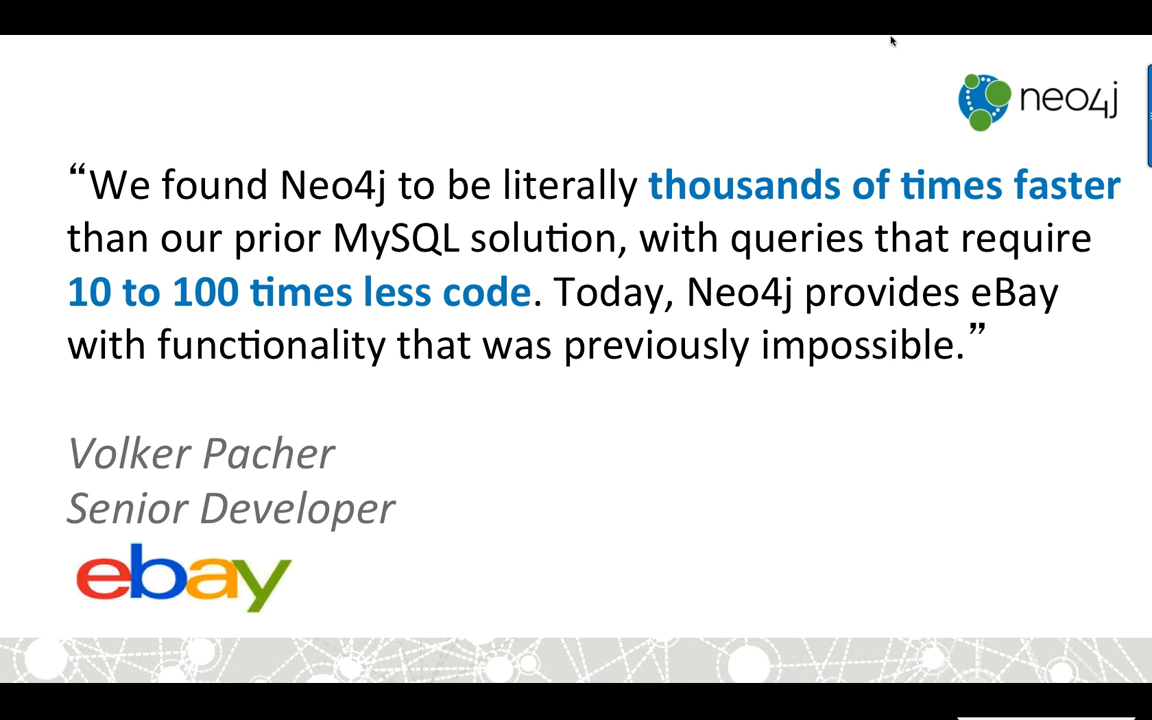 neo4j
“We found Neo4j to be literally thousands of times faster
than our prior MySQL solution, with queries that require
10 to 100 times less code. Today, Neo4j provides eBay
with functionality that was previously impossible.”
Volker Pacher
Senior Developer
ebay